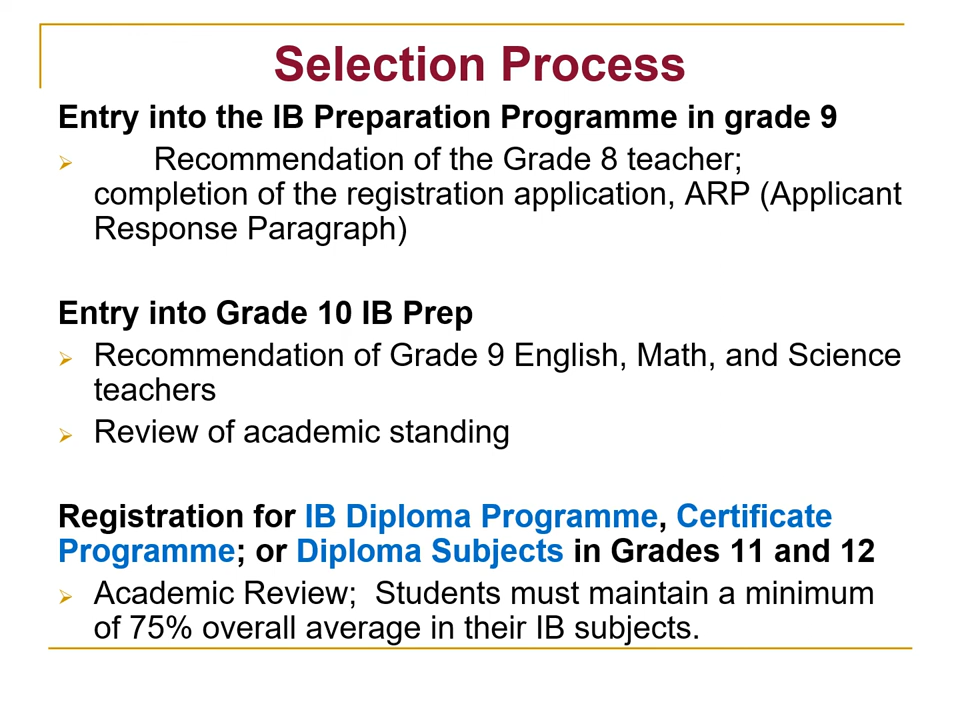 Selection Process
Entry into the IB Preparation Programme in grade 9
Recommendation of the Grade 8 teacher;
completion of the registration application, ARP (Applicant
Response Paragraph)
Entry into Grade 10 IB Prep
Recommendation of Grade 9 English, Math, and Science
teachers
Review of academic standing
Registration for IB Diploma Programme, Certificate
Programme; or Diploma Subjects in Grades 11 and 12
Academic Review;  Students must maintain a minimum
of 75% overall average in their IB subjects.